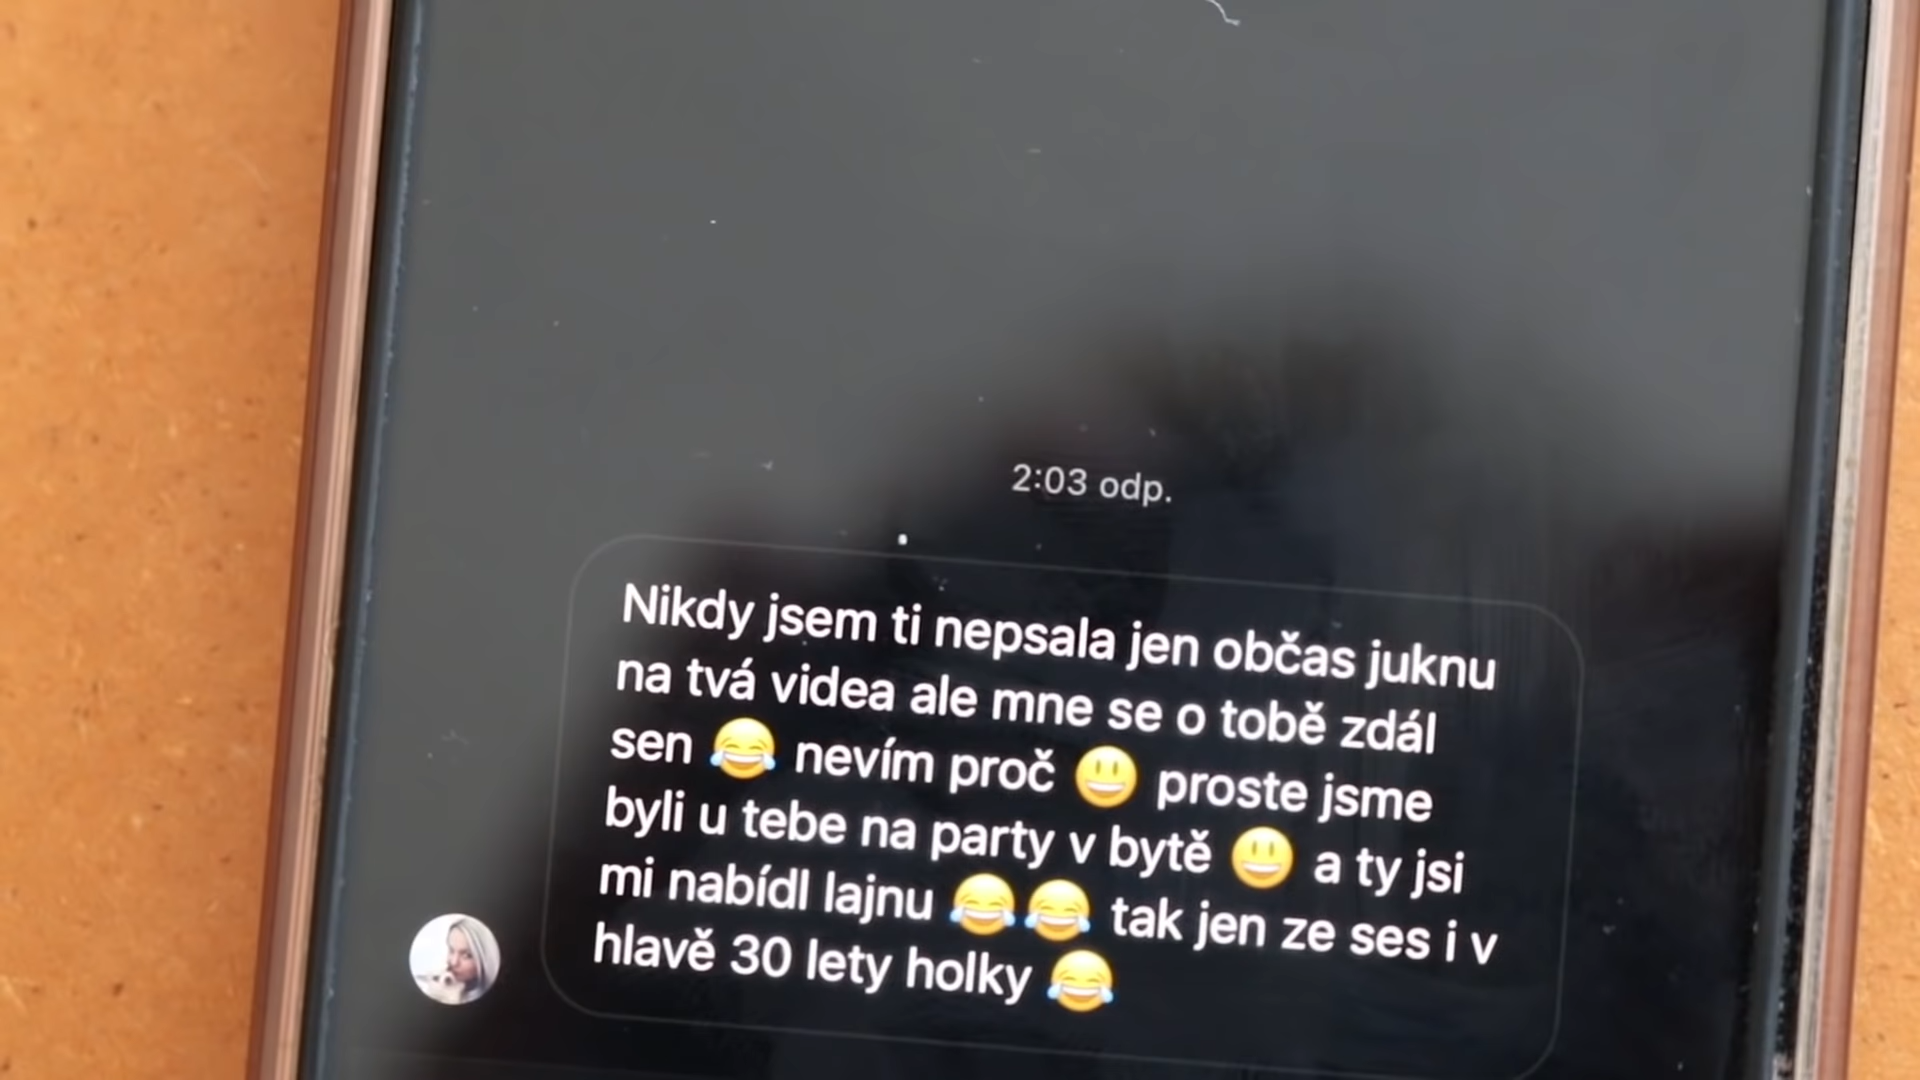 2:03 odp.
Nikdy jsem ti nepsala jen občas juknu
na tvá videa ale mne se o tobě zdál
sen 😂 nevím proč 😃 proste jsme
byli u tebe na party v bytě 😃 a ty jsi
mi nabídl lajnu 😂😂 tak jen ze ses i v
hlavě 30 lety holky 😂